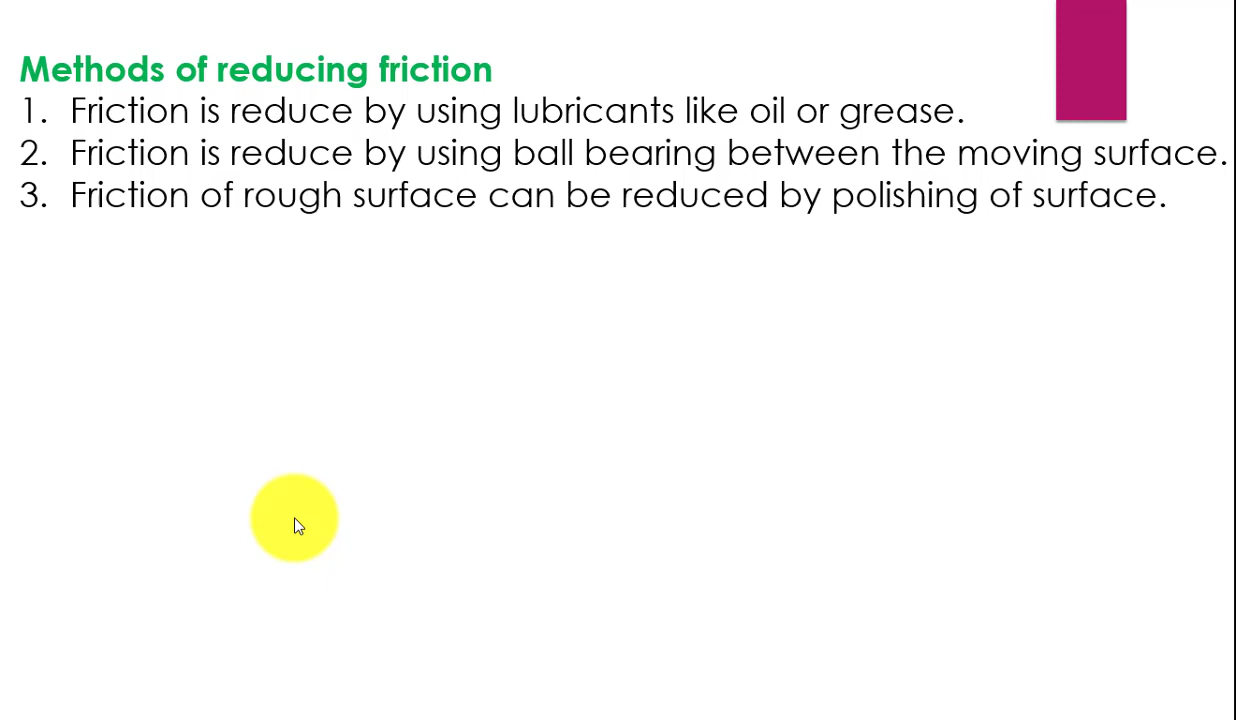 Methods of reducing friction
1. Friction is reduce by using lubricants like oil or grease.
2. Friction is reduce by using ball bearing between the moving surface.
3. Friction of rough surface can be reduced by polishing of surface.